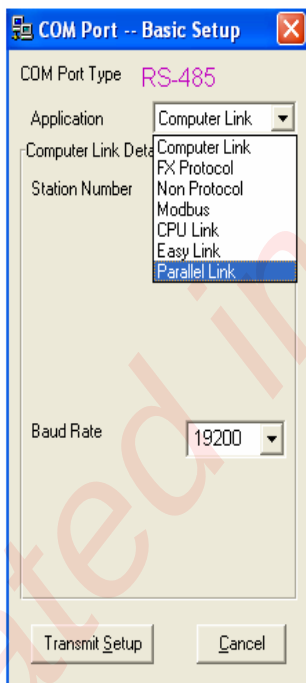 COM Port -- Basic Setup
COM Port Type RS-485
Application Computer Link
Computer Link
FX Protocol
Non Protocol
Modbus
CPU Link
Easy Link
Parallel Link
Computer Link Deta
Station Number
Baud Rate 19200
Transmit Setup Cancel